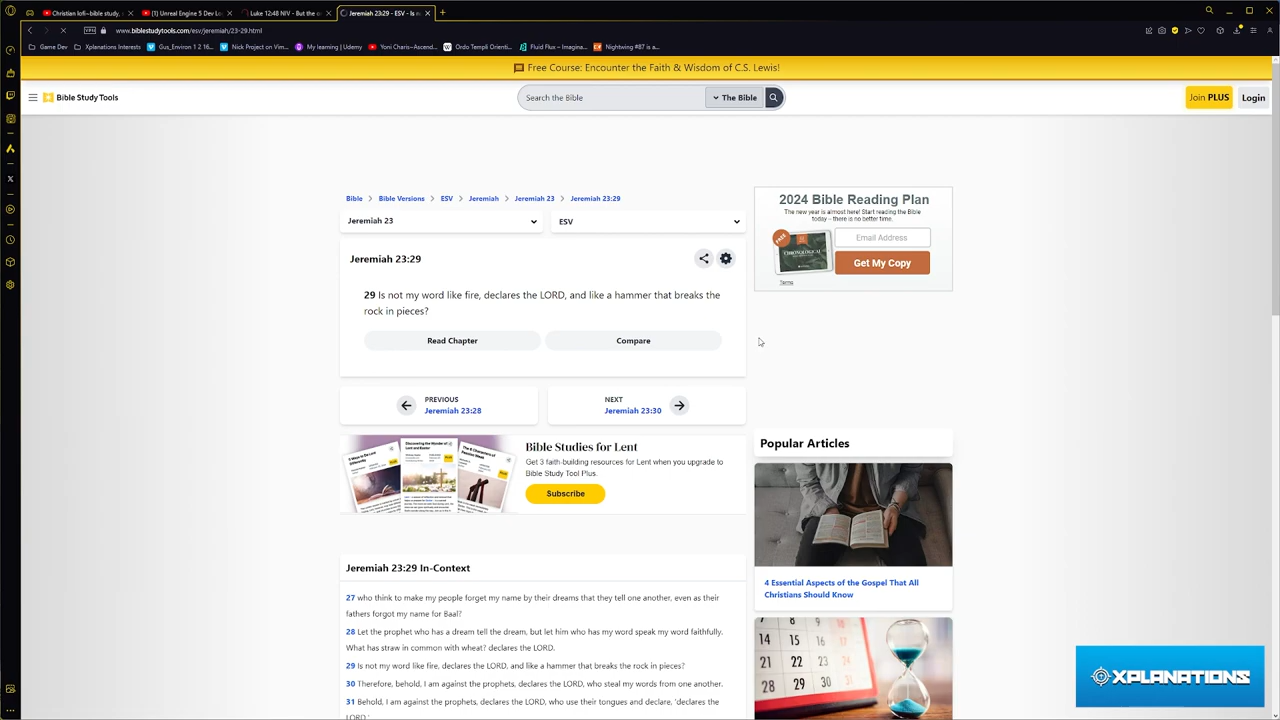 Christian lofi~bible study,
(1) Unreal Engine 5 Dev Lo
Luke 12:48 NIV - But the o
Jeremiah 23:29 - ESV - Is n
VPN
www.biblestudytools.com/esv/jeremiah/23-29.html
Game Dev
Xplanations Interests
Gus_Environ 1 2 16...
Nick Project on Vim...
My learning | Udemy
Yoni Charis~Ascend...
Ordo Templi Orienti...
Fluid Flux – Imagina...
Nightwing #87 is a...
Free Course: Encounter the Faith & Wisdom of C.S. Lewis!
Bible Study Tools
Search the Bible
The Bible
Join PLUS
Login
Bible > Bible Versions > ESV > Jeremiah > Jeremiah 23 > Jeremiah 23:29
Jeremiah 23
ESV
Jeremiah 23:29
29 Is not my word like fire, declares the LORD, and like a hammer that breaks the
rock in pieces?
Read Chapter
Compare
PREVIOUS
Jeremiah 23:28
NEXT
Jeremiah 23:30
Bible Studies for Lent
Get 3 faith-building resources for Lent when you upgrade to
Bible Study Tool Plus.
Subscribe
Jeremiah 23:29 In-Context
27 who think to make my people forget my name by their dreams that they tell one another, even as their
fathers forgot my name for Baal?
28 Let the prophet who has a dream tell the dream, but let him who has my word speak my word faithfully.
What has straw in common with wheat? declares the LORD.
29 Is not my word like fire, declares the LORD, and like a hammer that breaks the rock in pieces?
30 Therefore, behold, I am against the prophets, declares the LORD, who steal my words from one another.
31 Behold, I am against the prophets, declares the LORD, who use their tongues and declare, 'declares the
LORD.'
2024 Bible Reading Plan
The new year is almost here! Start reading the Bible
today – there is no better time.
FREE
Email Address
Get My Copy
Terms
Popular Articles
4 Essential Aspects of the Gospel That All
Christians Should Know
14 15 16
21 22 23
28 29 30
XPLANATIONS